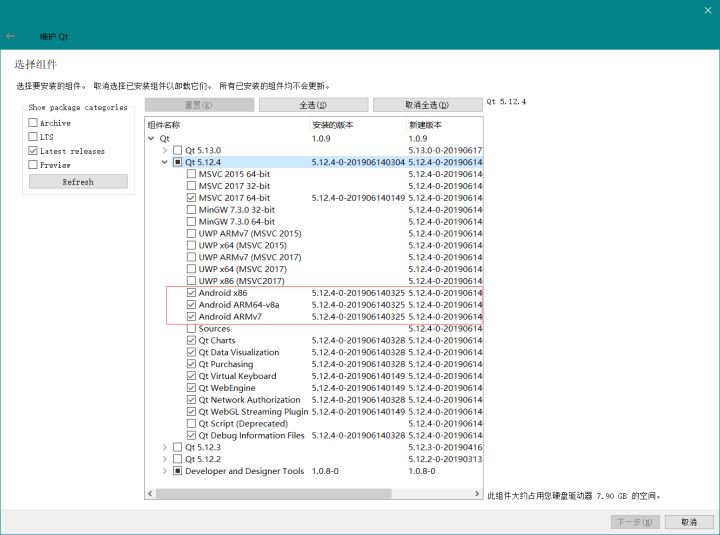 维护 Qt
选择组件
选择要安装的组件。 取消选择已安装组件以卸载它们。 所有已安装的组件均不会更新。
Show package categories
Archive
LTS
Latest releases
Preview
Refresh
重置(R) 全选(S) 取消全选(D)
Qt 5.12.4
组件名称 安装的版本 新建版本
Qt 1.0.9 1.0.9
Qt 5.13.0 5.13.0-0-20190617
Qt 5.12.4 5.12.4-0-201906140304 5.12.4-0-20190614
MSVC 2015 64-bit 5.12.4-0-20190614
MSVC 2017 32-bit 5.12.4-0-20190614
MSVC 2017 64-bit 5.12.4-0-201906140149 5.12.4-0-20190614
MinGW 7.3.0 32-bit 5.12.4-0-20190614
MinGW 7.3.0 64-bit 5.12.4-0-20190614
UWP ARMv7 (MSVC 2015) 5.12.4-0-20190614
UWP x64 (MSVC 2015) 5.12.4-0-20190614
UWP ARMv7 (MSVC 2017) 5.12.4-0-20190614
UWP x64 (MSVC 2017) 5.12.4-0-20190614
UWP x86 (MSVC2017) 5.12.4-0-20190614
Android x86 5.12.4-0-201906140325 5.12.4-0-20190614
Android ARM64-v8a 5.12.4-0-201906140325 5.12.4-0-20190614
Android ARMv7 5.12.4-0-201906140325 5.12.4-0-20190614
Sources 5.12.4-0-20190614
Qt Charts 5.12.4-0-201906140328 5.12.4-0-20190614
Qt Data Visualization 5.12.4-0-201906140328 5.12.4-0-20190614
Qt Purchasing 5.12.4-0-201906140328 5.12.4-0-20190614
Qt Virtual Keyboard 5.12.4-0-201906140149 5.12.4-0-20190614
Qt WebEngine 5.12.4-0-201906140149 5.12.4-0-20190614
Qt Network Authorization 5.12.4-0-201906140328 5.12.4-0-20190614
Qt WebGL Streaming Plugin 5.12.4-0-201906140149 5.12.4-0-20190614
Qt Script (Deprecated) 5.12.4-0-20190614
Qt Debug Information Files 5.12.4-0-201906140328 5.12.4-0-20190614
Qt 5.12.3 5.12.3-0-20190416
Qt 5.12.2 5.12.2-0-20190313
Developer and Designer Tools 1.0.8-0 1.0.8-0
此组件大约占用您硬盘驱动器 7.90 GB 的空间。
下一步(N) 取消